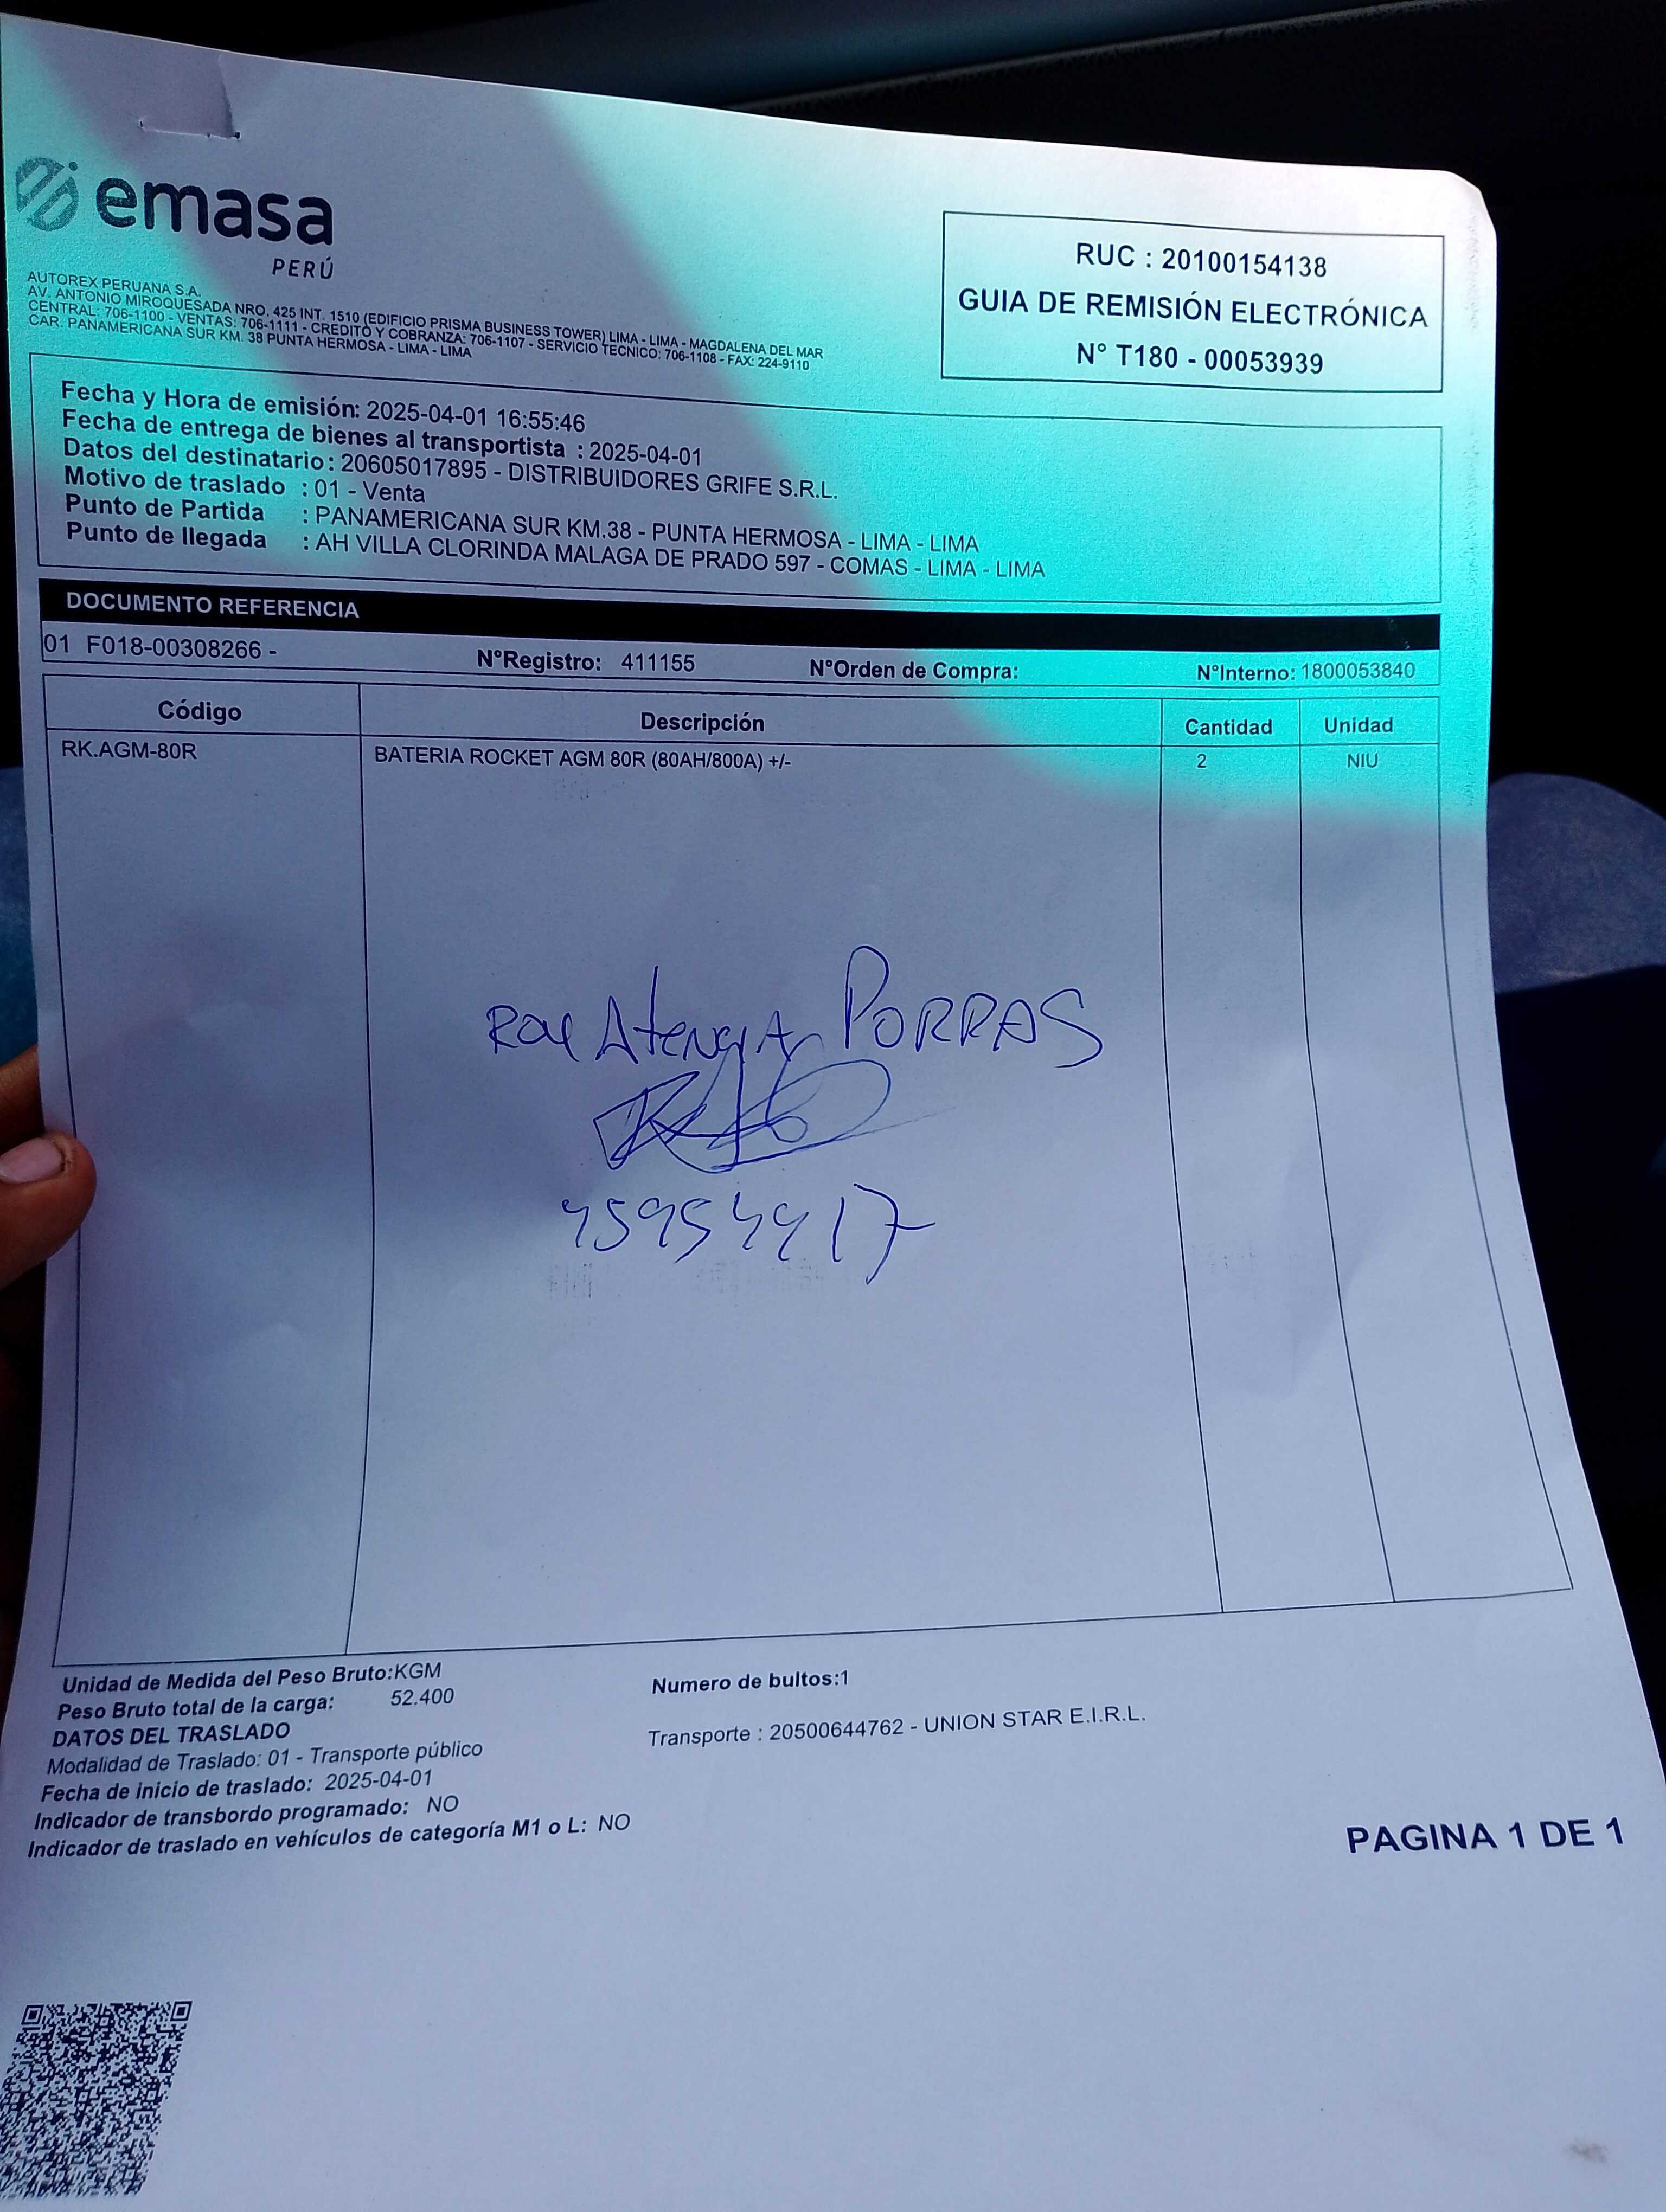 emasa
PERÚ
AUTOREX PERUANA S.A.
AV. ANTONIO MIROQUESADA NRO. 425 INT. 1510 (EDIFICIO PRISMA BUSINESS TOWER) LIMA - LIMA - MAGDALENA DEL MAR
CENTRAL: 706-1100 - VENTAS: 706-1111 - CREDITO Y COBRANZA: 706-1107 - SERVICIO TECNICO: 706-1108 - FAX: 224-9110
CAR. PANAMERICANA SUR KM. 38 PUNTA HERMOSA - LIMA - LIMA
RUC : 20100154138
GUIA DE REMISIÓN ELECTRÓNICA
N° T180 - 00053939
Fecha y Hora de emisión: 2025-04-01 16:55:46
Fecha de entrega de bienes al transportista : 2025-04-01
Datos del destinatario : 20605017895 - DISTRIBUIDORES GRIFE S.R.L.
Motivo de traslado : 01 - Venta
Punto de Partida : PANAMERICANA SUR KM.38 - PUNTA HERMOSA - LIMA - LIMA
Punto de llegada : AH VILLA CLORINDA MALAGA DE PRADO 597 - COMAS - LIMA - LIMA
DOCUMENTO REFERENCIA
01 F018-00308266 - N°Registro: 411155 N°Orden de Compra: N°Interno: 1800053840
Código Descripción Cantidad Unidad
RK.AGM-80R BATERIA ROCKET AGM 80R (80AH/800A) +/- 2 NIU
PORRAS
45954417
Unidad de Medida del Peso Bruto:KGM
Numero de bultos:1
Peso Bruto total de la carga: 52.400
DATOS DEL TRASLADO
Transporte : 20500644762 - UNION STAR E.I.R.L.
Modalidad de Traslado: 01 - Transporte público
Fecha de inicio de traslado: 2025-04-01
Indicador de transbordo programado: NO
Indicador de traslado en vehículos de categoría M1 o L: NO
PAGINA 1 DE 1